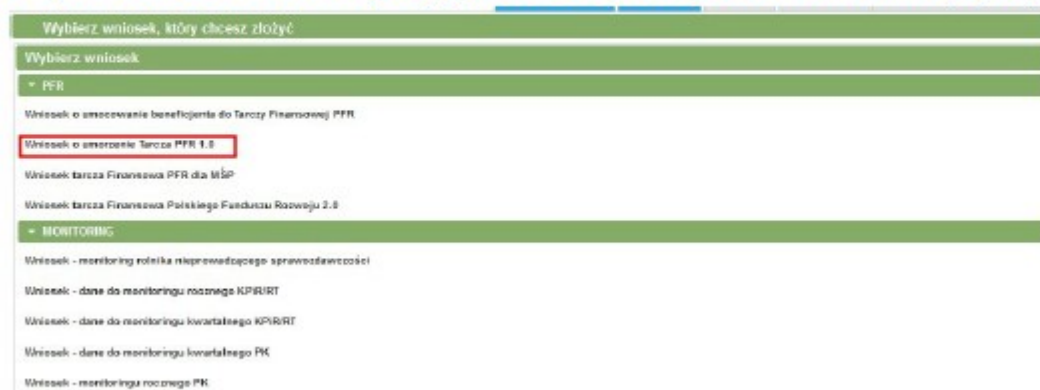 Wybierz wniosek, który chcesz złożyć
Wybierz wniosek
PFR
Wniosek o umocowanie beneficjenta do Tarczy Finansowej PFR
Wniosek o umorzenie Tarcza PFR 1.0
Wniosek tarcza Finansowa PFR dla MŚP
Wniosek tarcza Finansowa Polskiego Funduszu Rozwoju 2.0
MONITORING
Wniosek - monitoring rolnika nieprowadzącego sprawozdawczości
Wniosek - dane do monitoringu rocznego KPiR/RT
Wniosek - dane do monitoringu kwartalnego KPiR/RT
Wniosek - dane do monitoringu kwartalnego PK
Wniosek - monitoringu rocznego PK